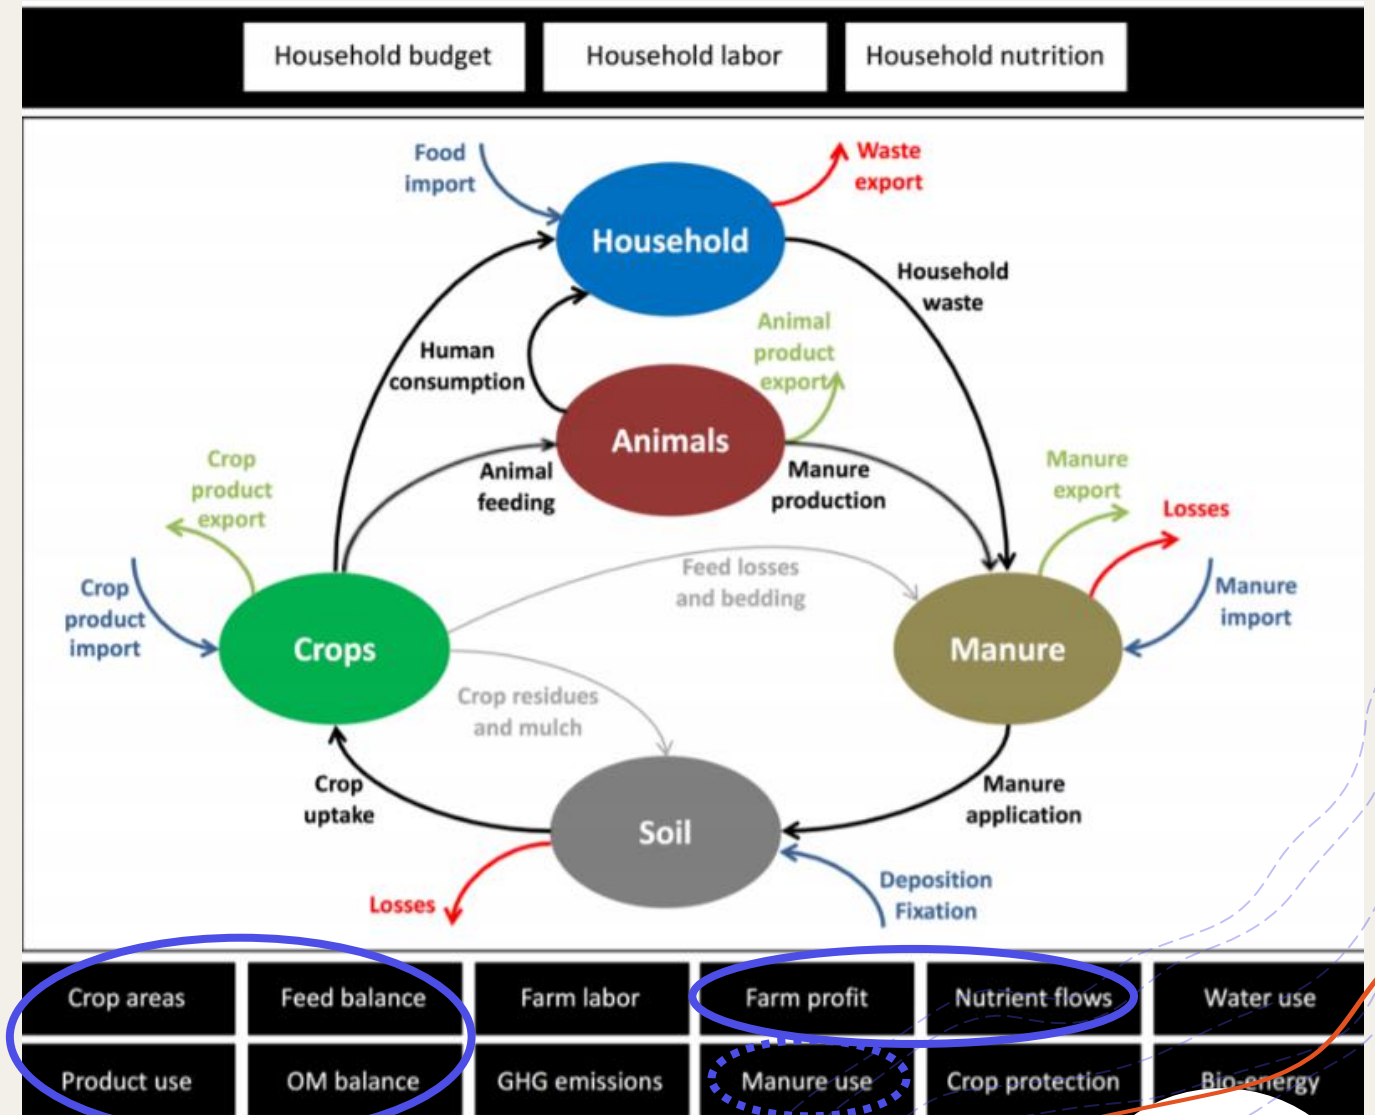 Household budget
Household labor
Household nutrition
Food
import
Waste
export
Household
Household
waste
Animal
product
export
Human
consumption
Animals
Animal
feeding
Manure
production
Crop
product
export
Manure
export
Losses
Crop
product
import
Feed losses
and bedding
Manure
import
Crops
Manure
Crop residues
and mulch
Crop
uptake
Manure
application
Soil
Losses
Deposition
Fixation
Crop areas
Feed balance
Farm labor
Farm profit
Nutrient flows
Water use
Product use
OM balance
GHG emissions
Manure use
Crop protection
Bio-energy